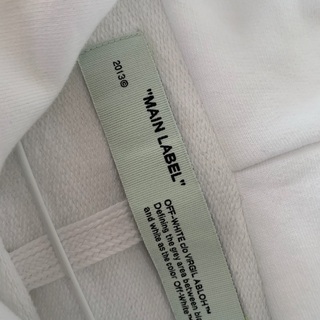 2013©
"MAIN LABEL"
OFF-WHITE c/o VIRGIL ABLOH™
Defining the grey area between
and white as the color Off-White™